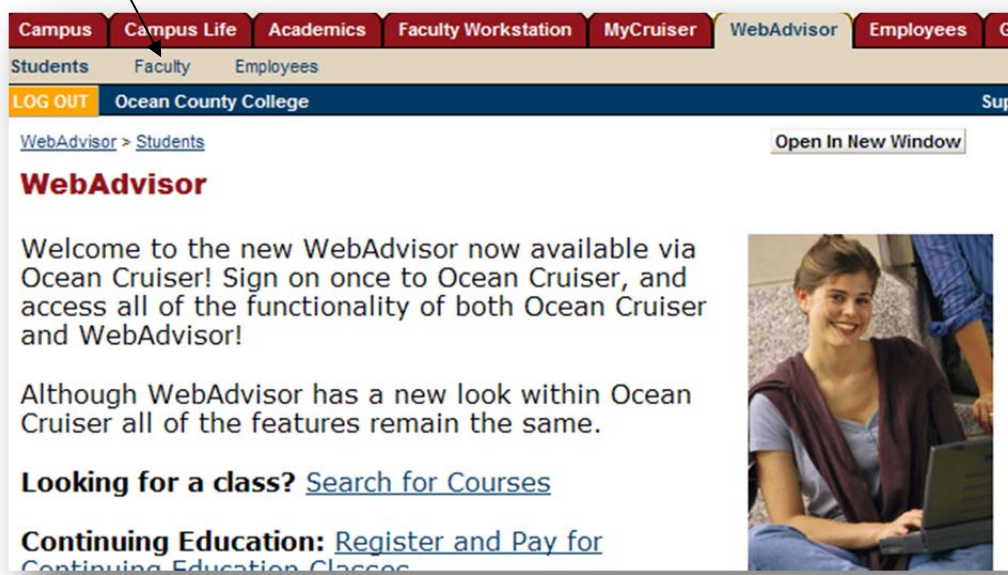 Campus Campus Life Academics Faculty Workstation MyCruiser WebAdvisor Employees
Students Faculty Employees
LOG OUT Ocean County College
WebAdvisor > Students Open In New Window
WebAdvisor
Welcome to the new WebAdvisor now available via
Ocean Cruiser! Sign on once to Ocean Cruiser, and
access all of the functionality of both Ocean Cruiser
and WebAdvisor!
Although WebAdvisor has a new look within Ocean
Cruiser all of the features remain the same.
Looking for a class? Search for Courses
Continuing Education: Register and Pay for
Continuing Education Classes